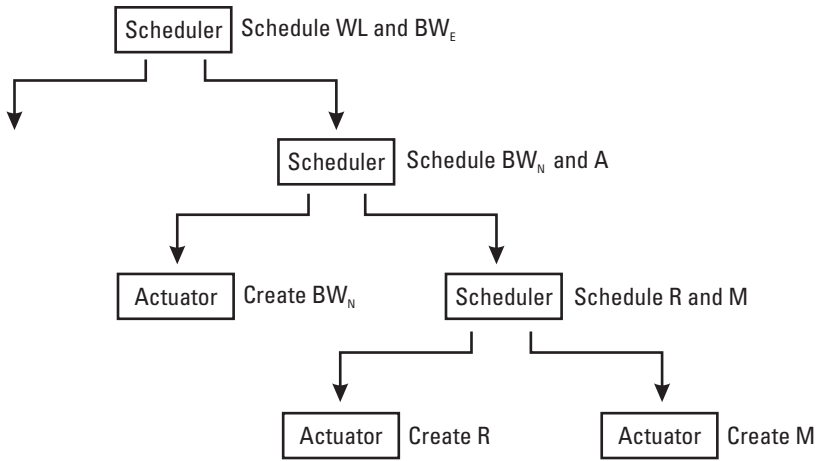 Scheduler Schedule WL and BW_E
Scheduler Schedule BW_N and A
Actuator Create BW_N Scheduler Schedule R and M
Actuator Create R Actuator Create M